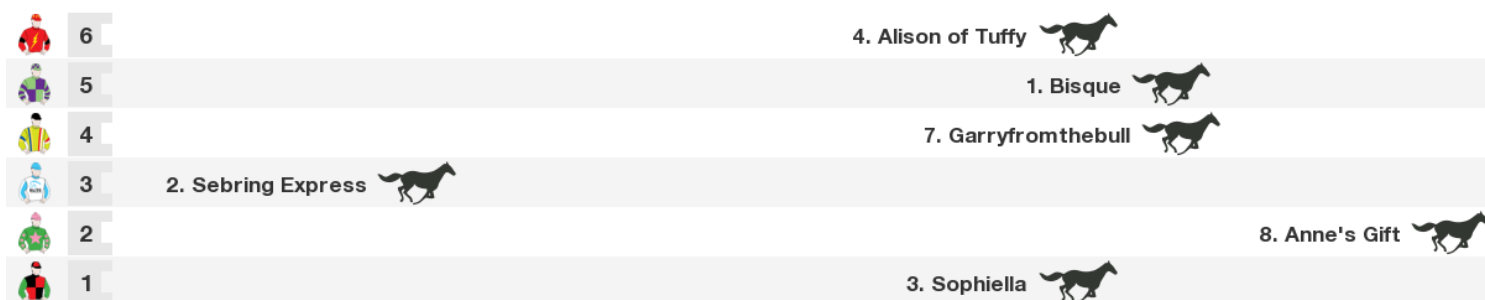 6 4. Alison of Tuffy
5 1. Bisque
4 7. Garryfromthebull
3 2. Sebring Express
2 8. Anne's Gift
1 3. Sophiella